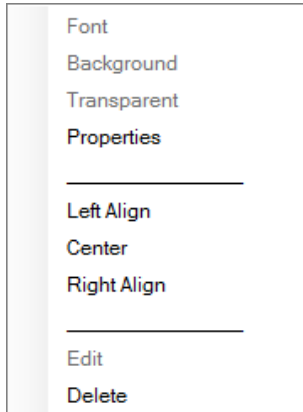 Font
Background
Transparent
Properties
Left Align
Center
Right Align
Edit
Delete